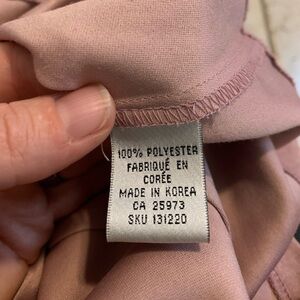 100% POLYESTER
FABRIQUÉ EN
CORÉE
MADE IN KOREA
CA 25973
SKU 131220